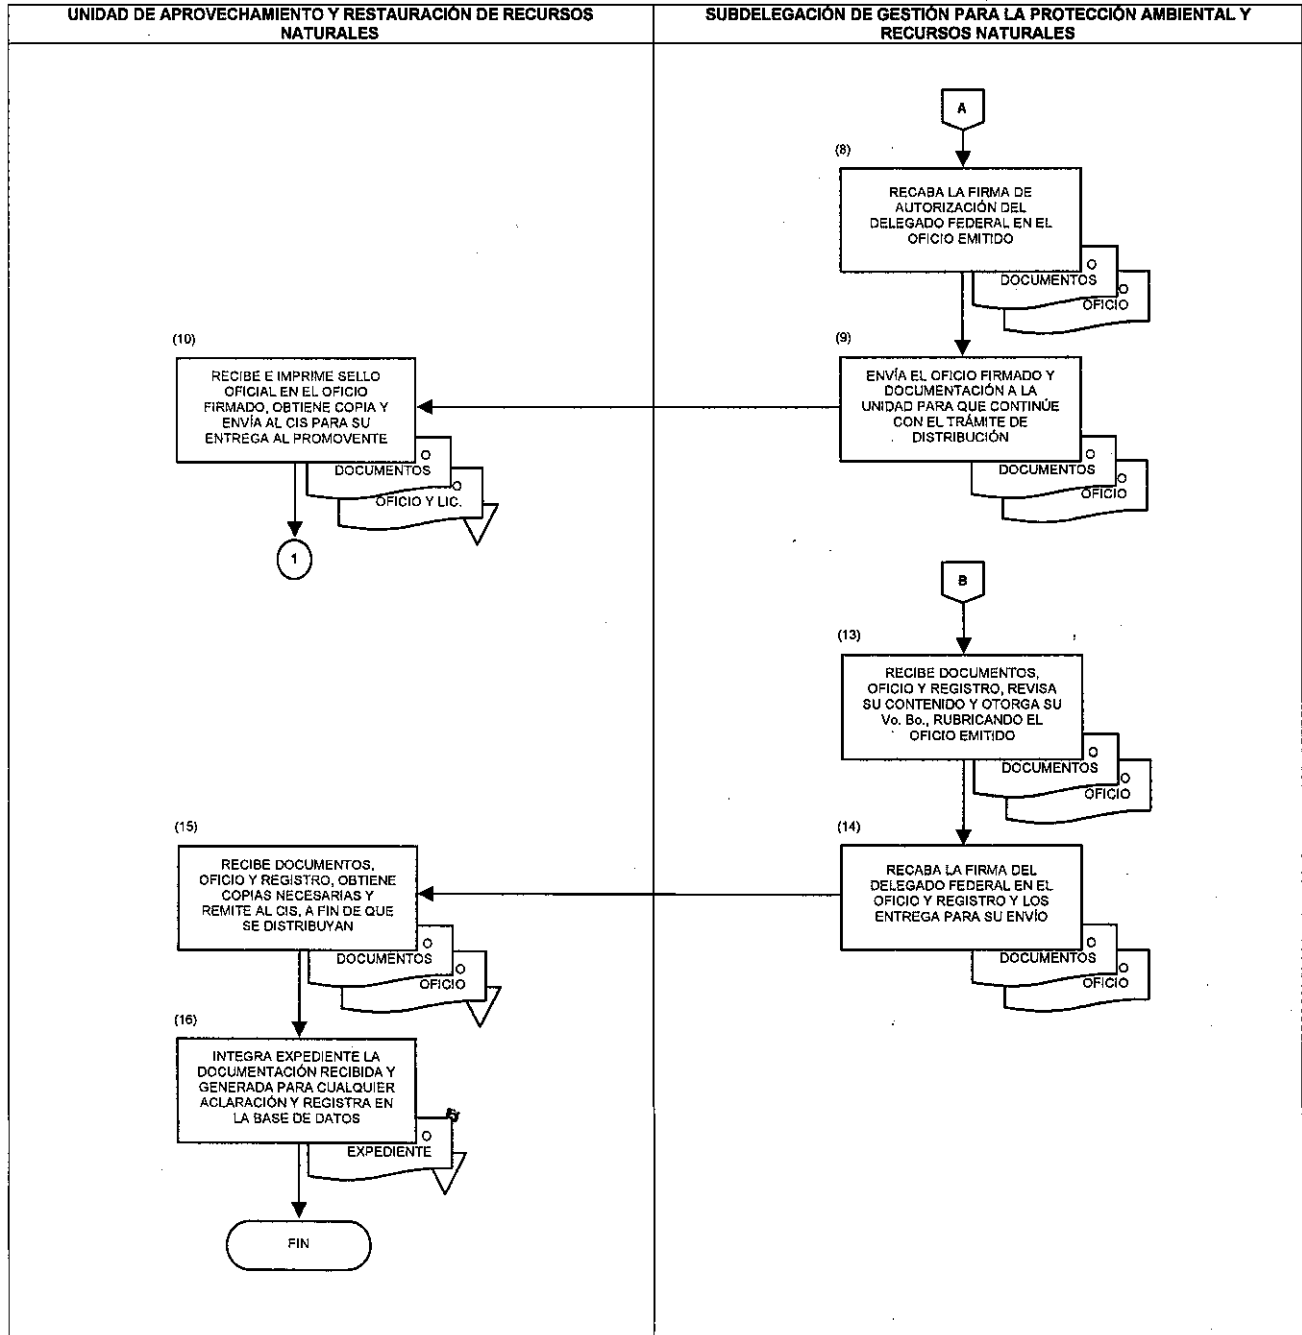 UNIDAD DE APROVECHAMIENTO Y RESTAURACIÓN DE RECURSOS
NATURALES
SUBDELEGACIÓN DE GESTIÓN PARA LA PROTECCIÓN AMBIENTAL Y
RECURSOS NATURALES
A
(8)
RECABA LA FIRMA DE
AUTORIZACIÓN DEL
DELEGADO FEDERAL EN EL
OFICIO EMITIDO
O
DOCUMENTOS
O
OFICIO
(9)
ENVÍA EL OFICIO FIRMADO Y
DOCUMENTACIÓN A LA
UNIDAD PARA QUE CONTINÚE
CON EL TRÁMITE DE
DISTRIBUCIÓN
O
DOCUMENTOS
O
OFICIO
(10)
RECIBE E IMPRIME SELLO
OFICIAL EN EL OFICIO
FIRMADO, OBTIENE COPIA Y
ENVÍA AL CIS PARA SU
ENTREGA AL PROMOVENTE
O
DOCUMENTOS
O
OFICIO Y LIC.
1
B
(13)
RECIBE DOCUMENTOS,
OFICIO Y REGISTRO, REVISA
SU CONTENIDO Y OTORGA SU
Vo. Bo., RUBRICANDO EL
OFICIO EMITIDO
O
DOCUMENTOS
O
OFICIO
(14)
RECABA LA FIRMA DEL
DELEGADO FEDERAL EN EL
OFICIO Y REGISTRO Y LOS
ENTREGA PARA SU ENVÍO
O
DOCUMENTOS
O
OFICIO
(15)
RECIBE DOCUMENTOS,
OFICIO Y REGISTRO, OBTIENE
COPIAS NECESARIAS Y
REMITE AL CIS, A FIN DE QUE
SE DISTRIBUYAN
O
DOCUMENTOS
O
OFICIO
(16)
INTEGRA EXPEDIENTE LA
DOCUMENTACIÓN RECIBIDA Y
GENERADA PARA CUALQUIER
ACLARACIÓN Y REGISTRA EN
LA BASE DE DATOS
O
EXPEDIENTE
FIN